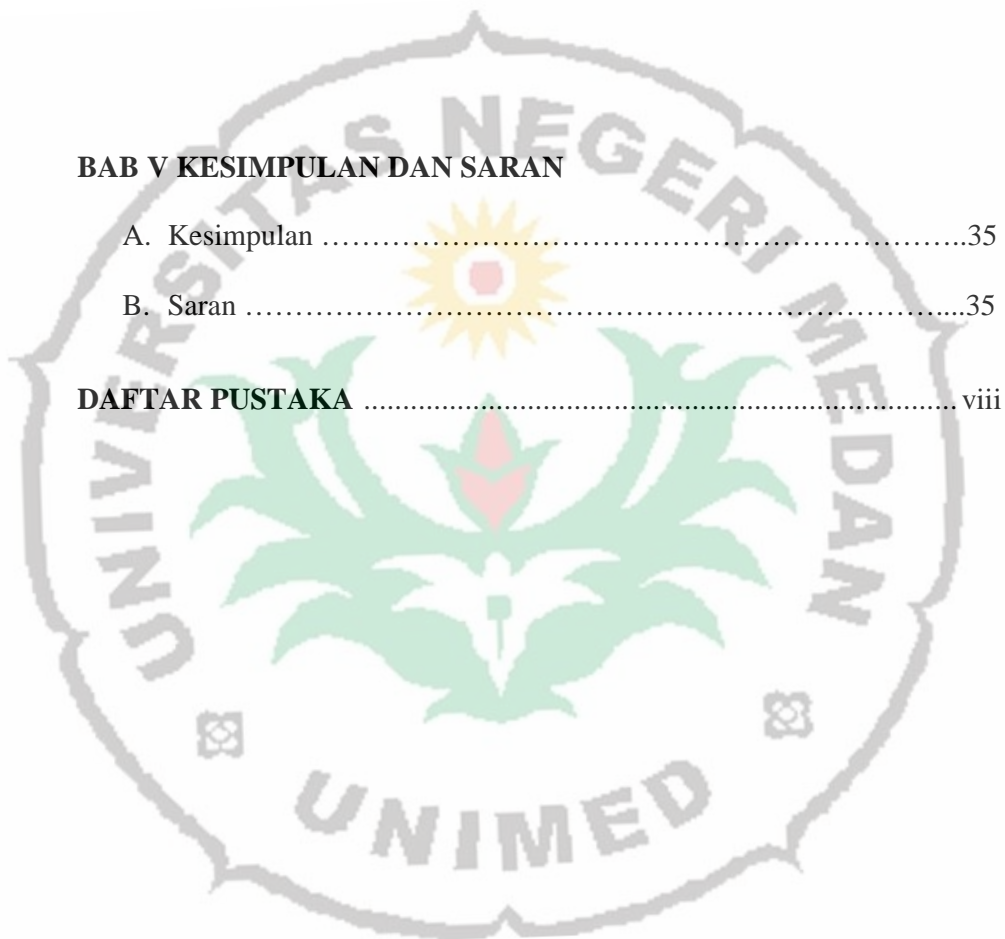 BAB V KESIMPULAN DAN SARAN
A. Kesimpulan ………………………………………………………..35
B. Saran ……………………………………………………………....35
DAFTAR PUSTAKA ................................................................................ viii
UNIVERSITAS NEGERI MEDAN
UNIMED